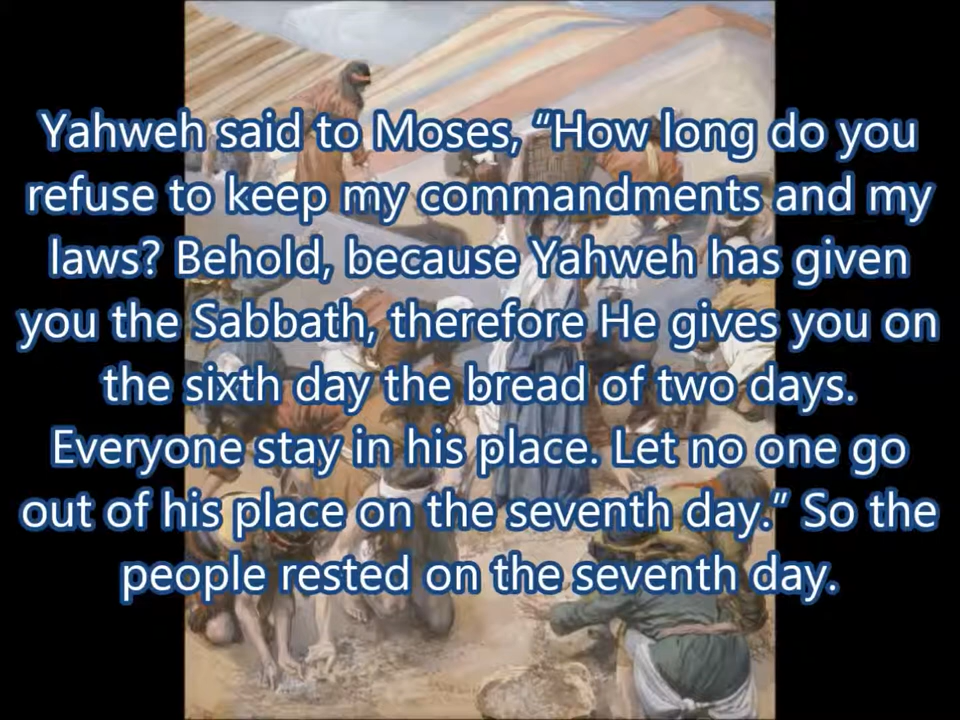 Yahweh said to Moses, “How long do you
refuse to keep my commandments and my
laws? Behold, because Yahweh has given
you the Sabbath, therefore He gives you on
the sixth day the bread of two days.
Everyone stay in his place. Let no one go
out of his place on the seventh day.” So the
people rested on the seventh day.